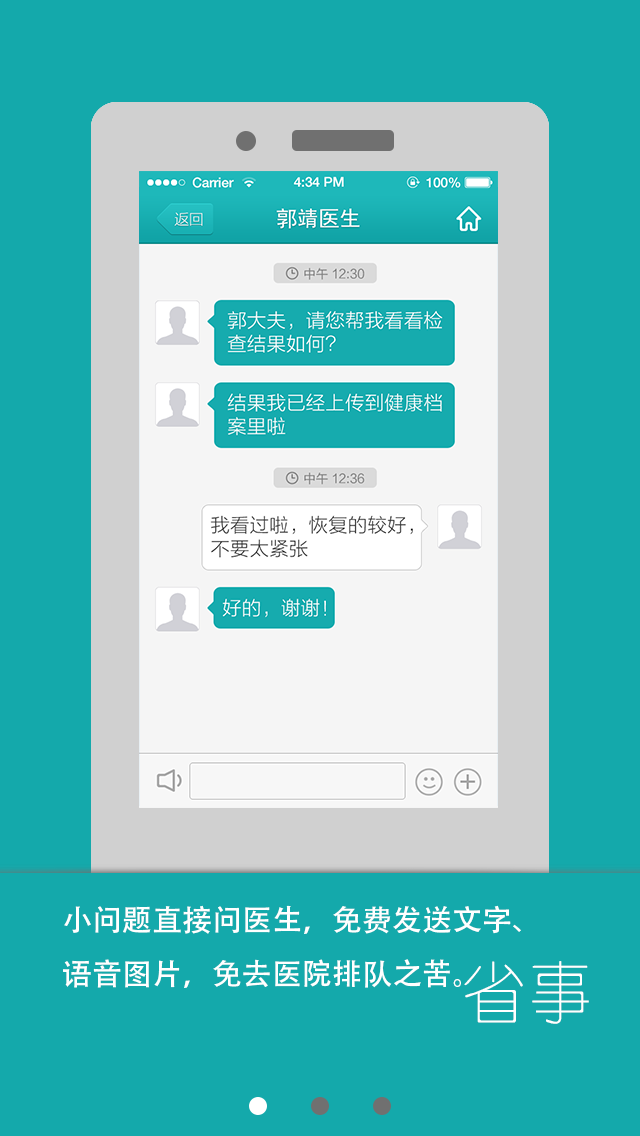 Carrier 4:34 PM 100%
返回 郭靖医生
中午 12:30
郭大夫，请您帮我看看检
查结果如何？
结果我已经上传到健康档
案里啦
中午 12:36
我看过啦，恢复的较好，
不要太紧张
好的，谢谢！
小问题直接问医生，免费发送文字、
语音图片，免去医院排队之苦。
省事